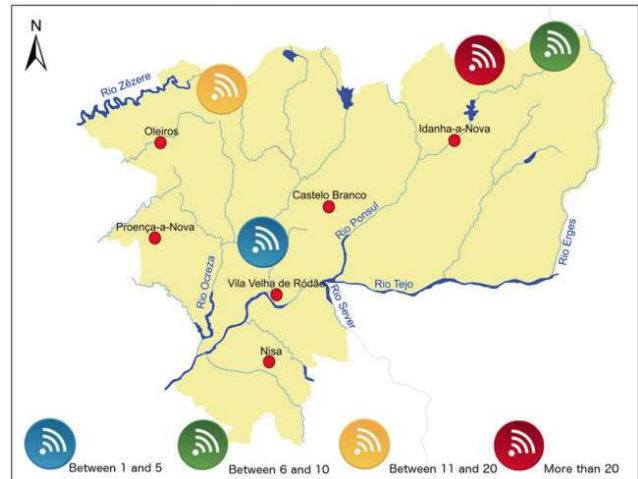 N
Rio Zêzere
Oleiros
Idanha-a-Nova
Castelo Branco
Proença-a-Nova
Rio Ponsul
Rio Erges
Rio Ocreza
Vila Velha de Ródão
Rio Tejo
Rio Sever
Nisa
Between 1 and 5
Between 6 and 10
Between 11 and 20
More than 20